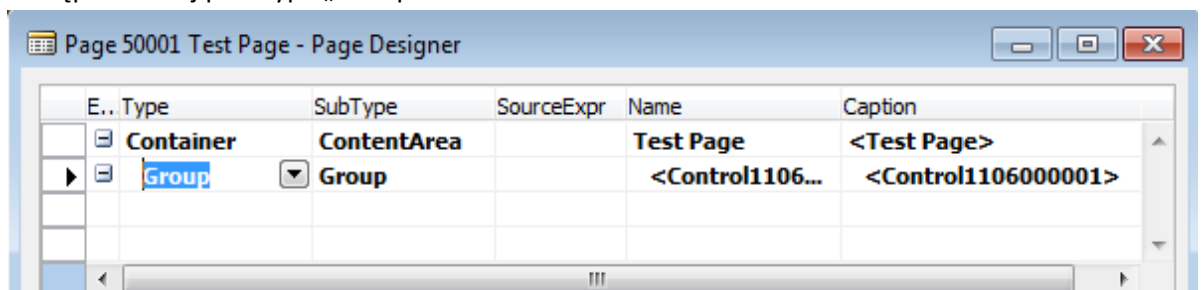 Page 50001 Test Page - Page Designer
E.. Type SubType SourceExpr Name Caption
Container ContentArea Test Page <Test Page>
Group Group <Control1106... <Control1106000001>